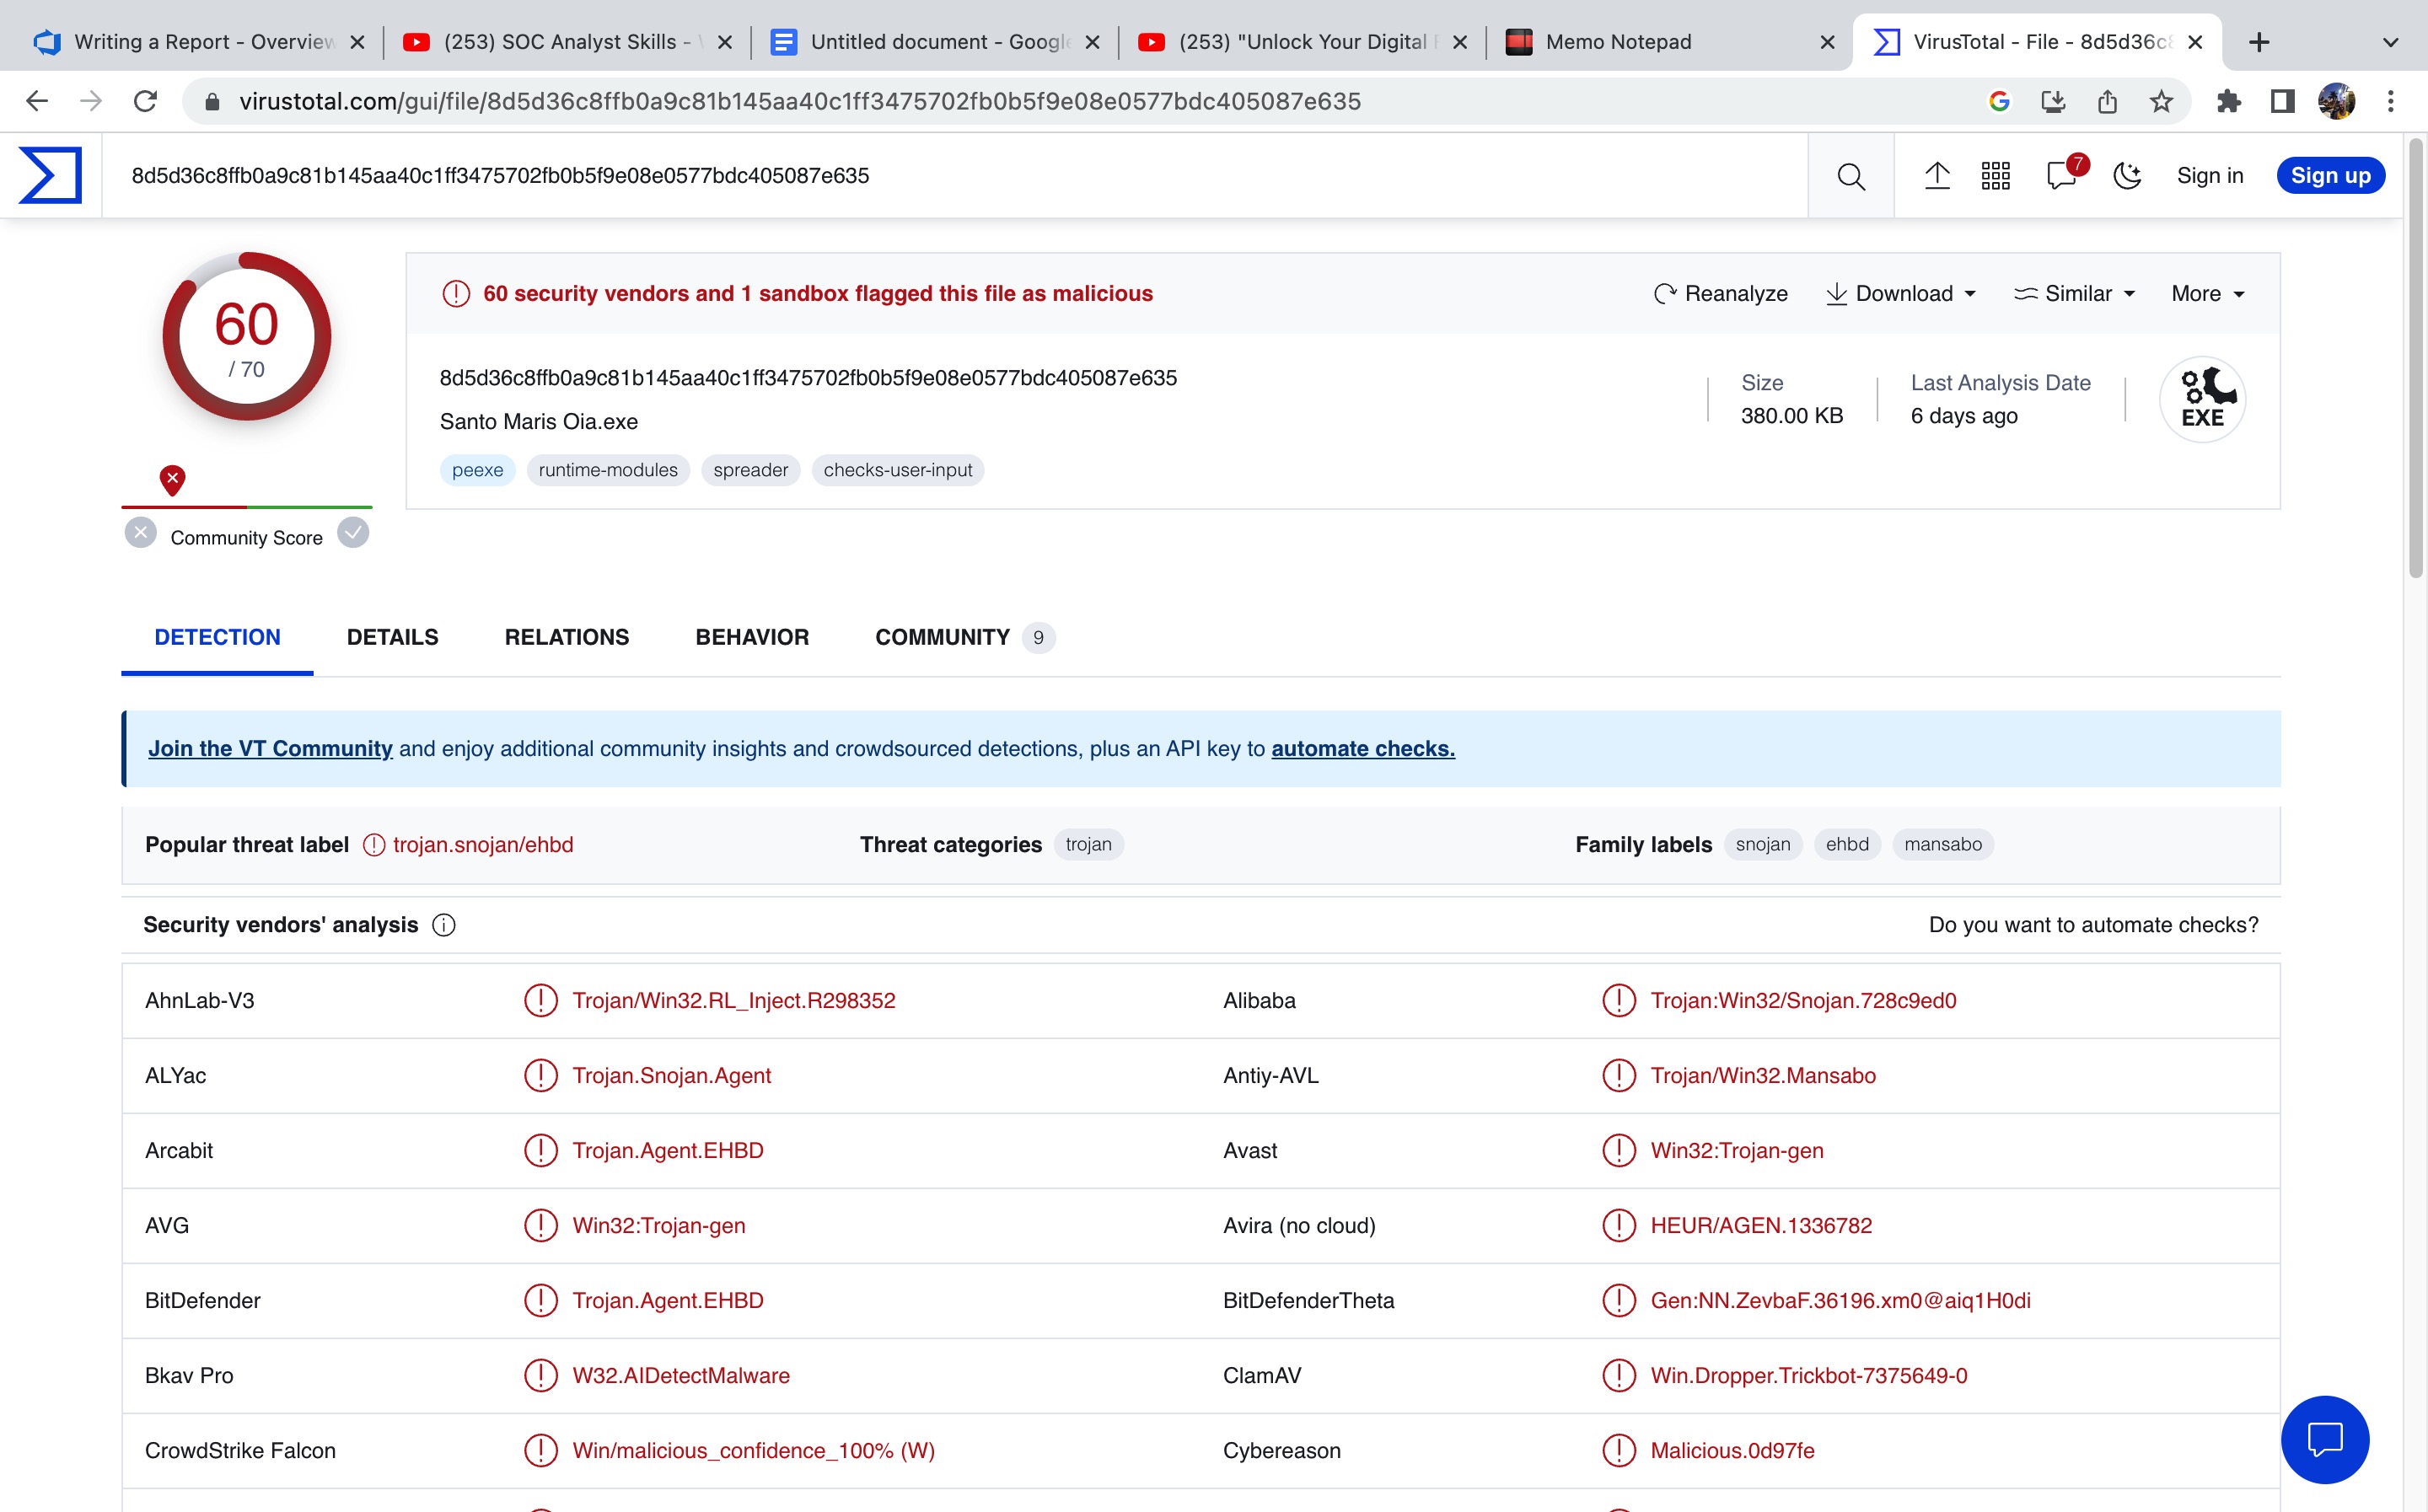 Writing a Report - Overview
(253) SOC Analyst Skills -
Untitled document - Google
(253) "Unlock Your Digital
Memo Notepad
VirusTotal - File - 8d5d36c8
virustotal.com/gui/file/8d5d36c8ffb0a9c81b145aa40c1ff3475702fb0b5f9e08e0577bdc405087e635
8d5d36c8ffb0a9c81b145aa40c1ff3475702fb0b5f9e08e0577bdc405087e635
7
Sign in
Sign up
60
/ 70
Community Score
60 security vendors and 1 sandbox flagged this file as malicious
Reanalyze
Download
Similar
More
8d5d36c8ffb0a9c81b145aa40c1ff3475702fb0b5f9e08e0577bdc405087e635
Santo Maris Oia.exe
peexe
runtime-modules
spreader
checks-user-input
Size
380.00 KB
Last Analysis Date
6 days ago
EXE
DETECTION
DETAILS
RELATIONS
BEHAVIOR
COMMUNITY 9
Join the VT Community and enjoy additional community insights and crowdsourced detections, plus an API key to automate checks.
Popular threat label trojan.snojan/ehbd
Threat categories trojan
Family labels snojan ehbd mansabo
Security vendors' analysis
Do you want to automate checks?
AhnLab-V3 Trojan/Win32.RL_Inject.R298352
Alibaba Trojan:Win32/Snojan.728c9ed0
ALYac Trojan.Snojan.Agent
Antiy-AVL Trojan/Win32.Mansabo
Arcabit Trojan.Agent.EHBD
Avast Win32:Trojan-gen
AVG Win32:Trojan-gen
Avira (no cloud) HEUR/AGEN.1336782
BitDefender Trojan.Agent.EHBD
BitDefenderTheta Gen:NN.ZevbaF.36196.xm0@aiq1H0di
Bkav Pro W32.AIDetectMalware
ClamAV Win.Dropper.Trickbot-7375649-0
CrowdStrike Falcon Win/malicious_confidence_100% (W)
Cybereason Malicious.0d97fe